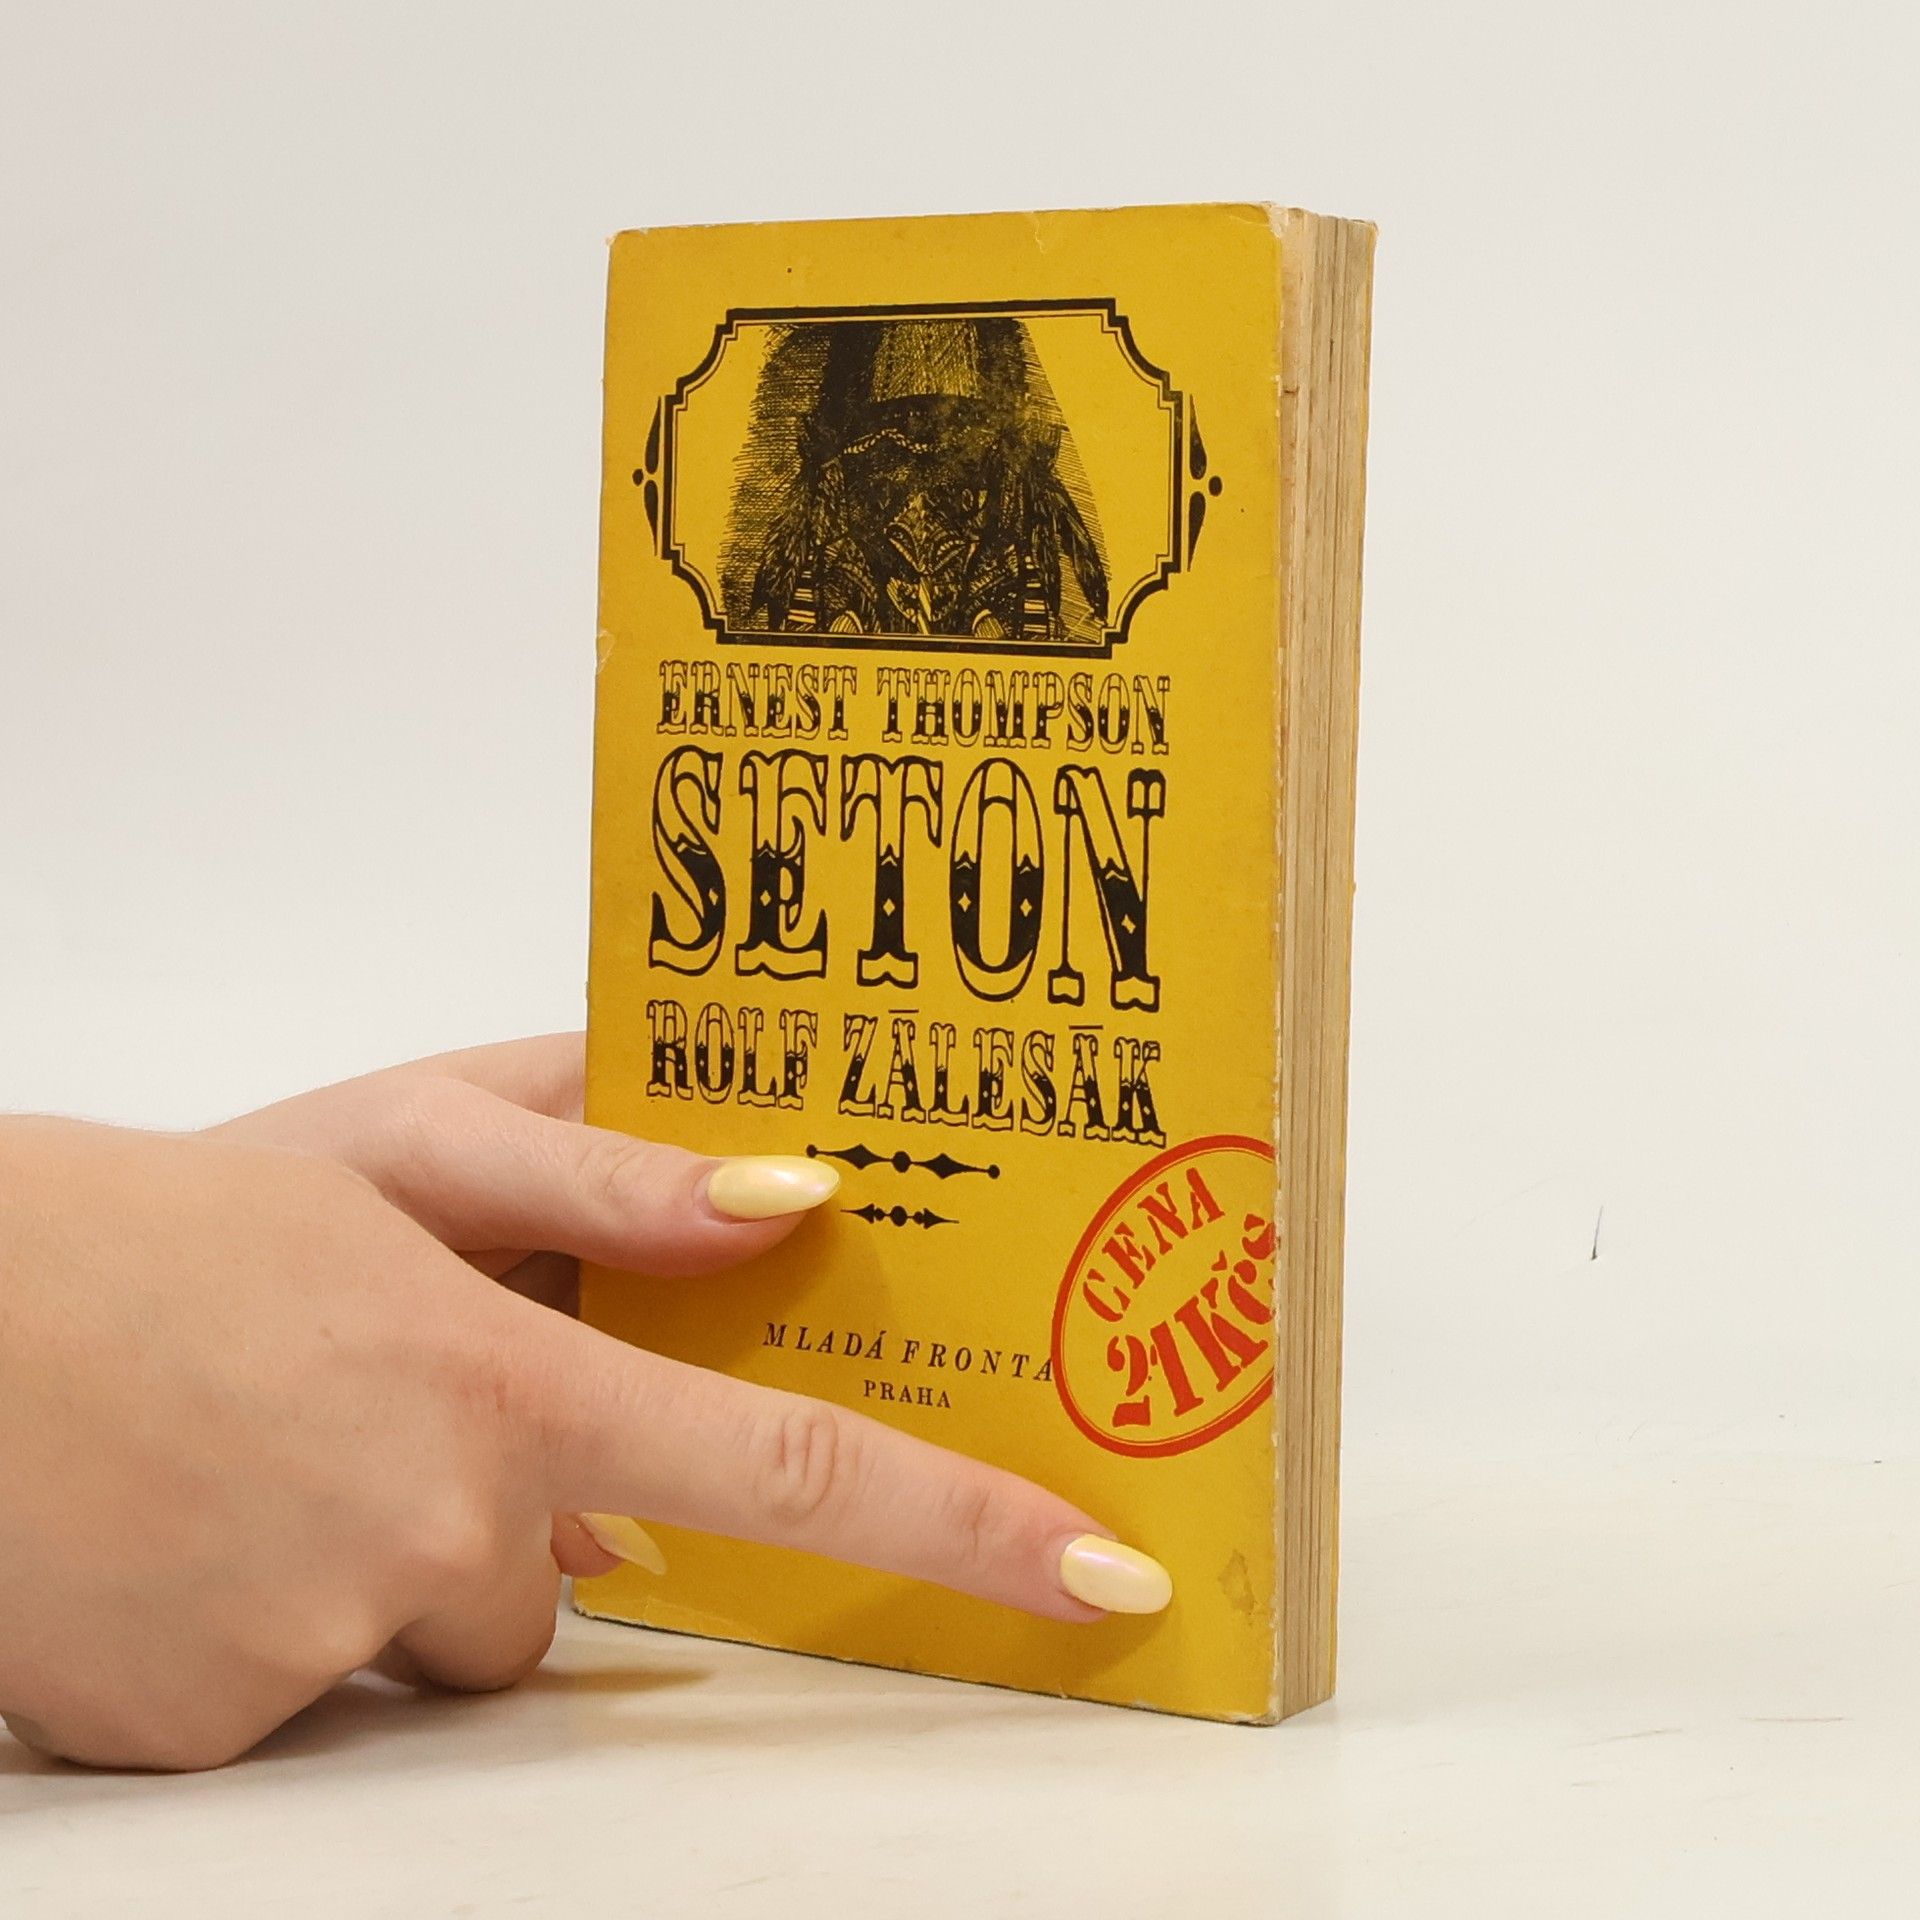 ERNEST THOMPSON
SETON
ROLF ZÁLESÁK
CENA
21Kčs
MLADÁ FRONTA
PRAHA